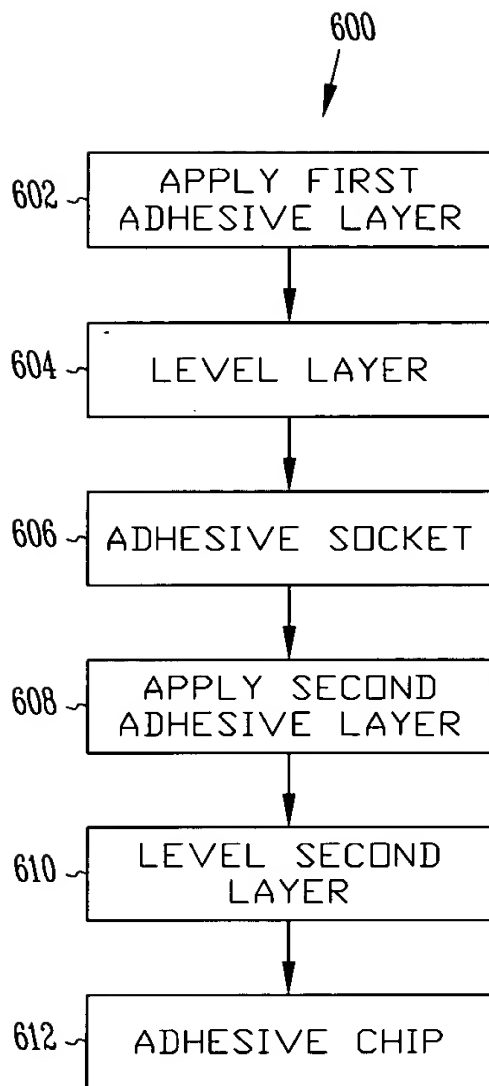 600
602
APPLY FIRST
ADHESIVE LAYER
604
LEVEL LAYER
606
ADHESIVE SOCKET
608
APPLY SECOND
ADHESIVE LAYER
610
LEVEL SECOND
LAYER
612
ADHESIVE CHIP